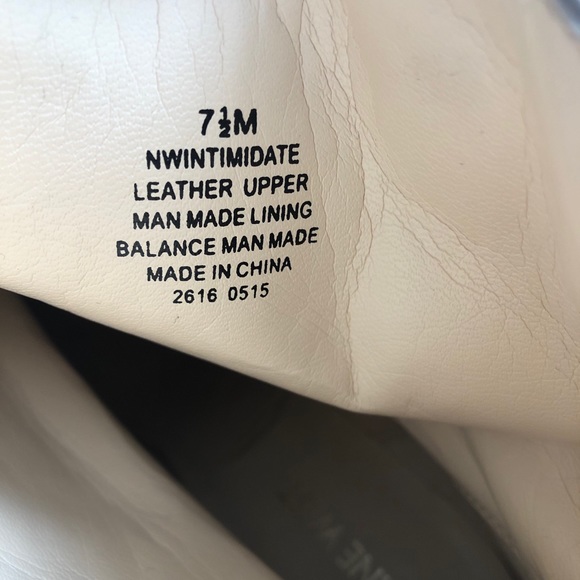 7½M
NWINTIMIDATE
LEATHER UPPER
MAN MADE LINING
BALANCE MAN MADE
MADE IN CHINA
2616 0515